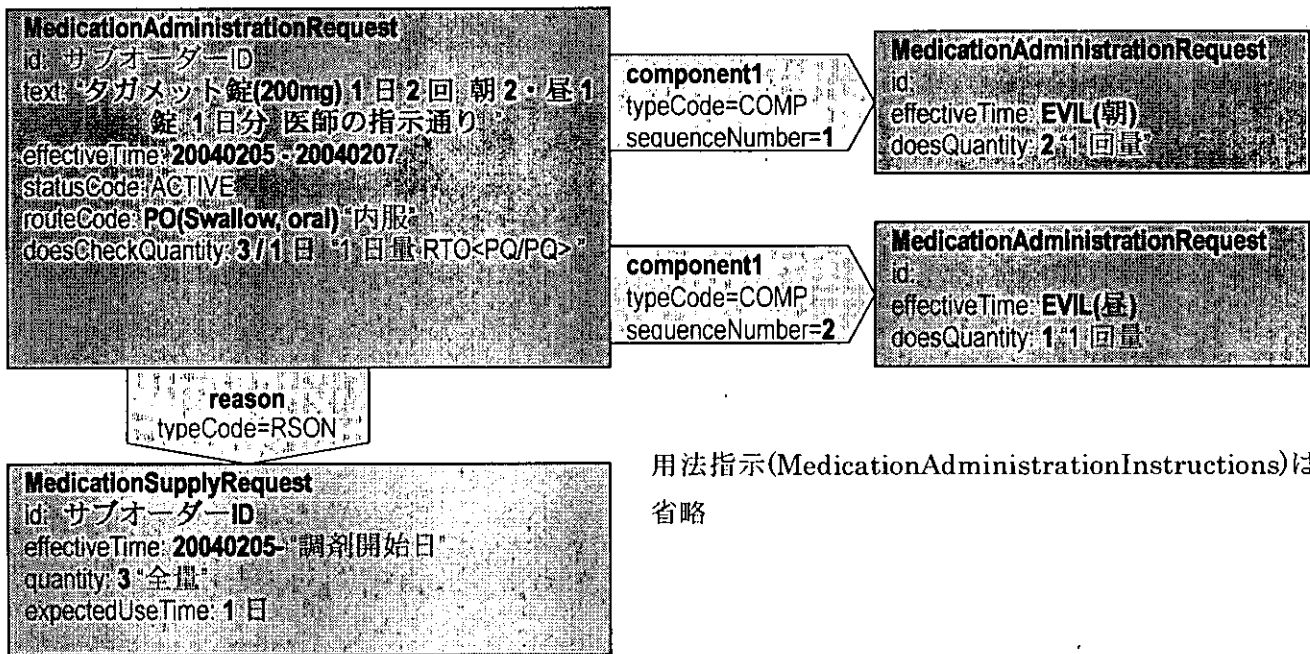 MedicationAdministrationRequest
id: サブオーダーID
text: "タガメット錠(200mg) 1日2回 朝2・昼1
錠 1日分 医師の指示通り "
effectiveTime: 20040205 - 20040207
statusCode: ACTIVE
routeCode: PO(Swallow, oral) "内服"
doesCheckQuantity: 3 / 1 日 "1 日量 RTO<PQ/PQ>"
component1
typeCode=COMP
sequenceNumber=1
MedicationAdministrationRequest
id:
effectiveTime: EVIL(朝)
doesQuantity: 2 "1 回量"
component1
typeCode=COMP
sequenceNumber=2
MedicationAdministrationRequest
id:
effectiveTime: EVIL(昼)
doesQuantity: 1 "1 回量"
reason
typeCode=RSON
MedicationSupplyRequest
id: サブオーダーID
effectiveTime: 20040205- "調剤開始日"
quantity: 3 "全量"
expectedUseTime: 1 日
用法指示(MedicationAdministrationInstructions)は
省略